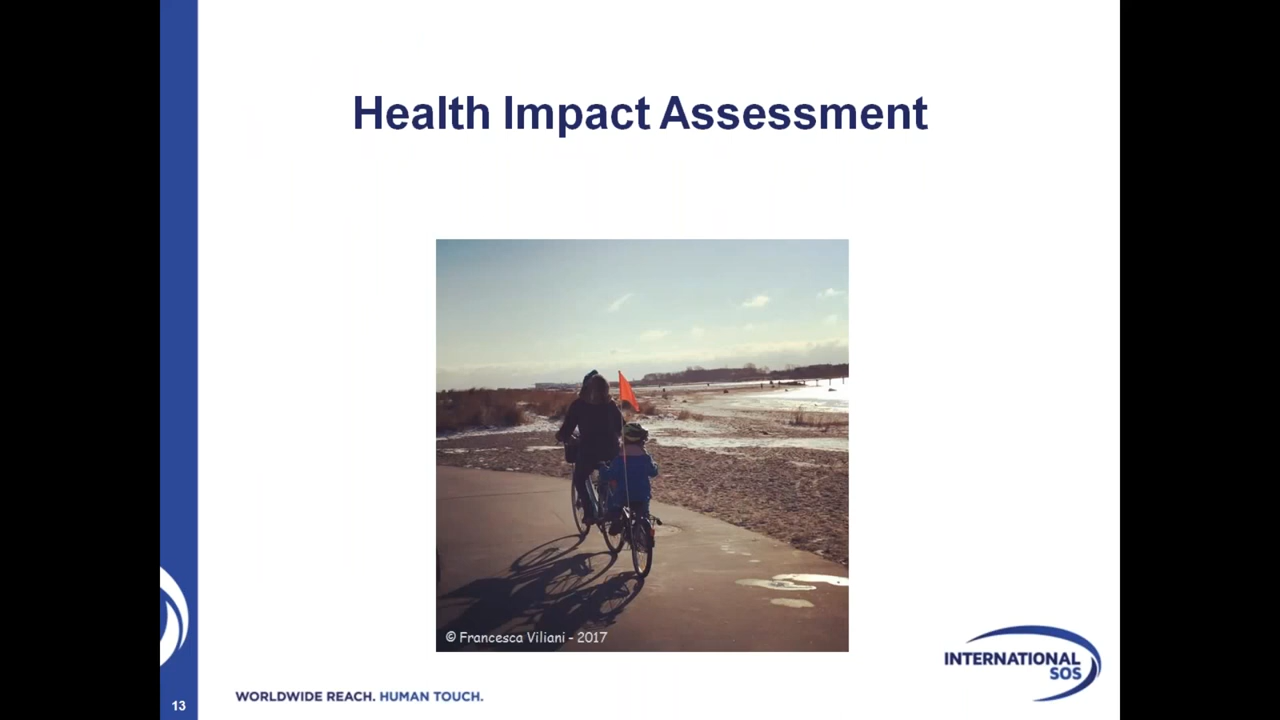 Health Impact Assessment
© Francesca Viliani - 2017
INTERNATIONAL
SOS
WORLDWIDE REACH. HUMAN TOUCH.
13